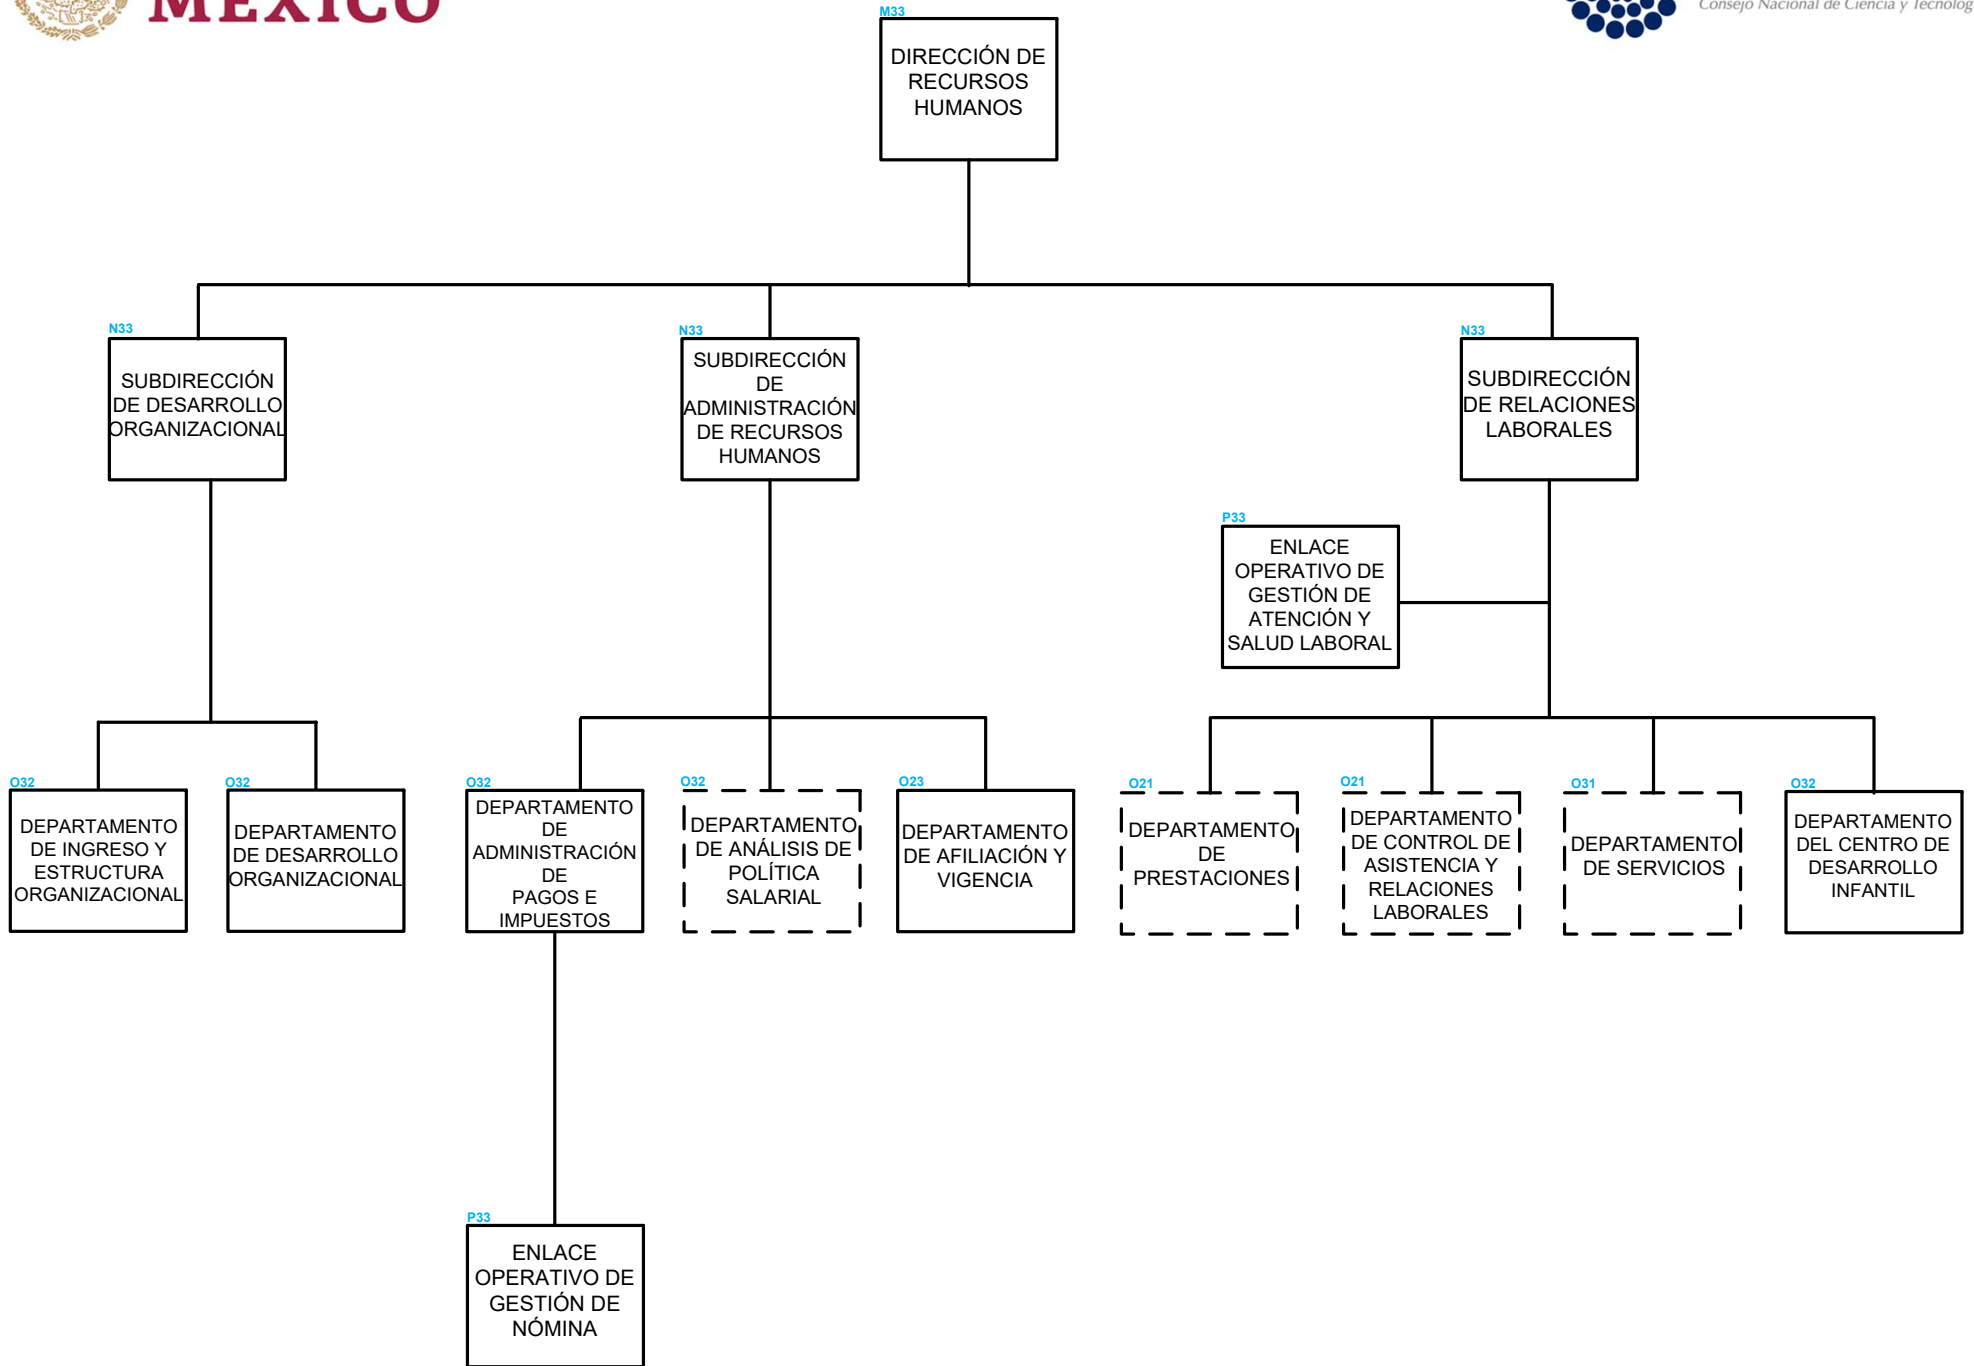 MÉXICO
Consejo Nacional de Ciencia y Tecnolog
M33
DIRECCIÓN DE
RECURSOS
HUMANOS
N33
SUBDIRECCIÓN
DE DESARROLLO
ORGANIZACIONAL
N33
SUBDIRECCIÓN
DE
ADMINISTRACIÓN
DE RECURSOS
HUMANOS
N33
SUBDIRECCIÓN
DE RELACIONES
LABORALES
P33
ENLACE
OPERATIVO DE
GESTIÓN DE
ATENCIÓN Y
SALUD LABORAL
O32
DEPARTAMENTO
DE INGRESO Y
ESTRUCTURA
ORGANIZACIONAL
O32
DEPARTAMENTO
DE DESARROLLO
ORGANIZACIONAL
O32
DEPARTAMENTO
DE
ADMINISTRACIÓN
DE
PAGOS E
IMPUESTOS
O32
DEPARTAMENTO
DE ANÁLISIS DE
POLÍTICA
SALARIAL
O23
DEPARTAMENTO
DE AFILIACIÓN Y
VIGENCIA
O21
DEPARTAMENTO
DE
PRESTACIONES
O21
DEPARTAMENTO
DE CONTROL DE
ASISTENCIA Y
RELACIONES
LABORALES
O31
DEPARTAMENTO
DE SERVICIOS
O32
DEPARTAMENTO
DEL CENTRO DE
DESARROLLO
INFANTIL
P33
ENLACE
OPERATIVO DE
GESTIÓN DE
NÓMINA